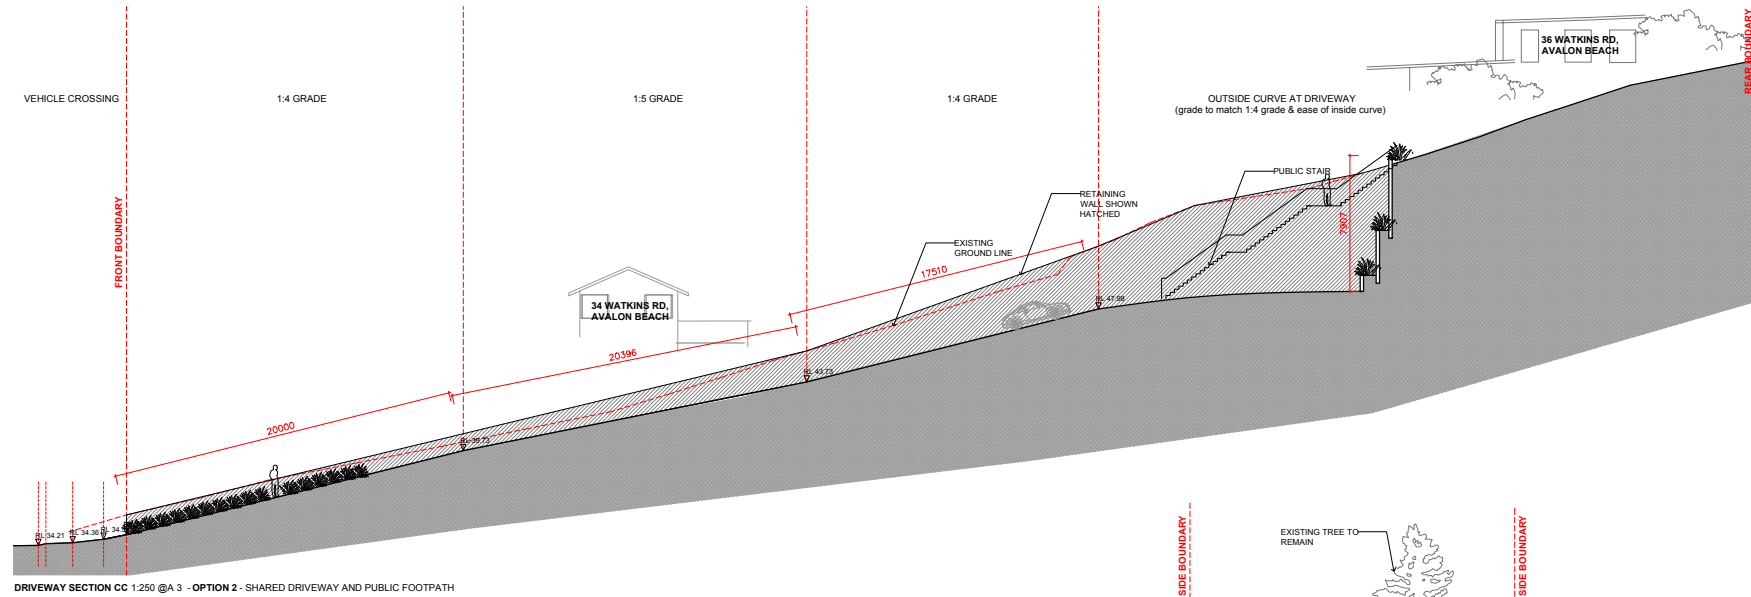 36 WATKINS RD,
AVALON BEACH
REAR BOUNDARY
VEHICLE CROSSING
1:4 GRADE
1:5 GRADE
1:4 GRADE
OUTSIDE CURVE AT DRIVEWAY
(grade to match 1:4 grade & ease of inside curve)
FRONT BOUNDARY
PUBLIC STAIR
RETAINING
WALL SHOWN
HATCHED
7907
EXISTING
GROUND LINE
17510
34 WATKINS RD,
AVALON BEACH
RL 47.98
20396
RL 43.73
20000
RL 39.73
RL 34.21
RL 34.36
EXISTING TREE TO
REMAIN
SIDE BOUNDARY
SIDE BOUNDARY
DRIVEWAY SECTION CC 1:250 @A 3 - OPTION 2 - SHARED DRIVEWAY AND PUBLIC FOOTPATH